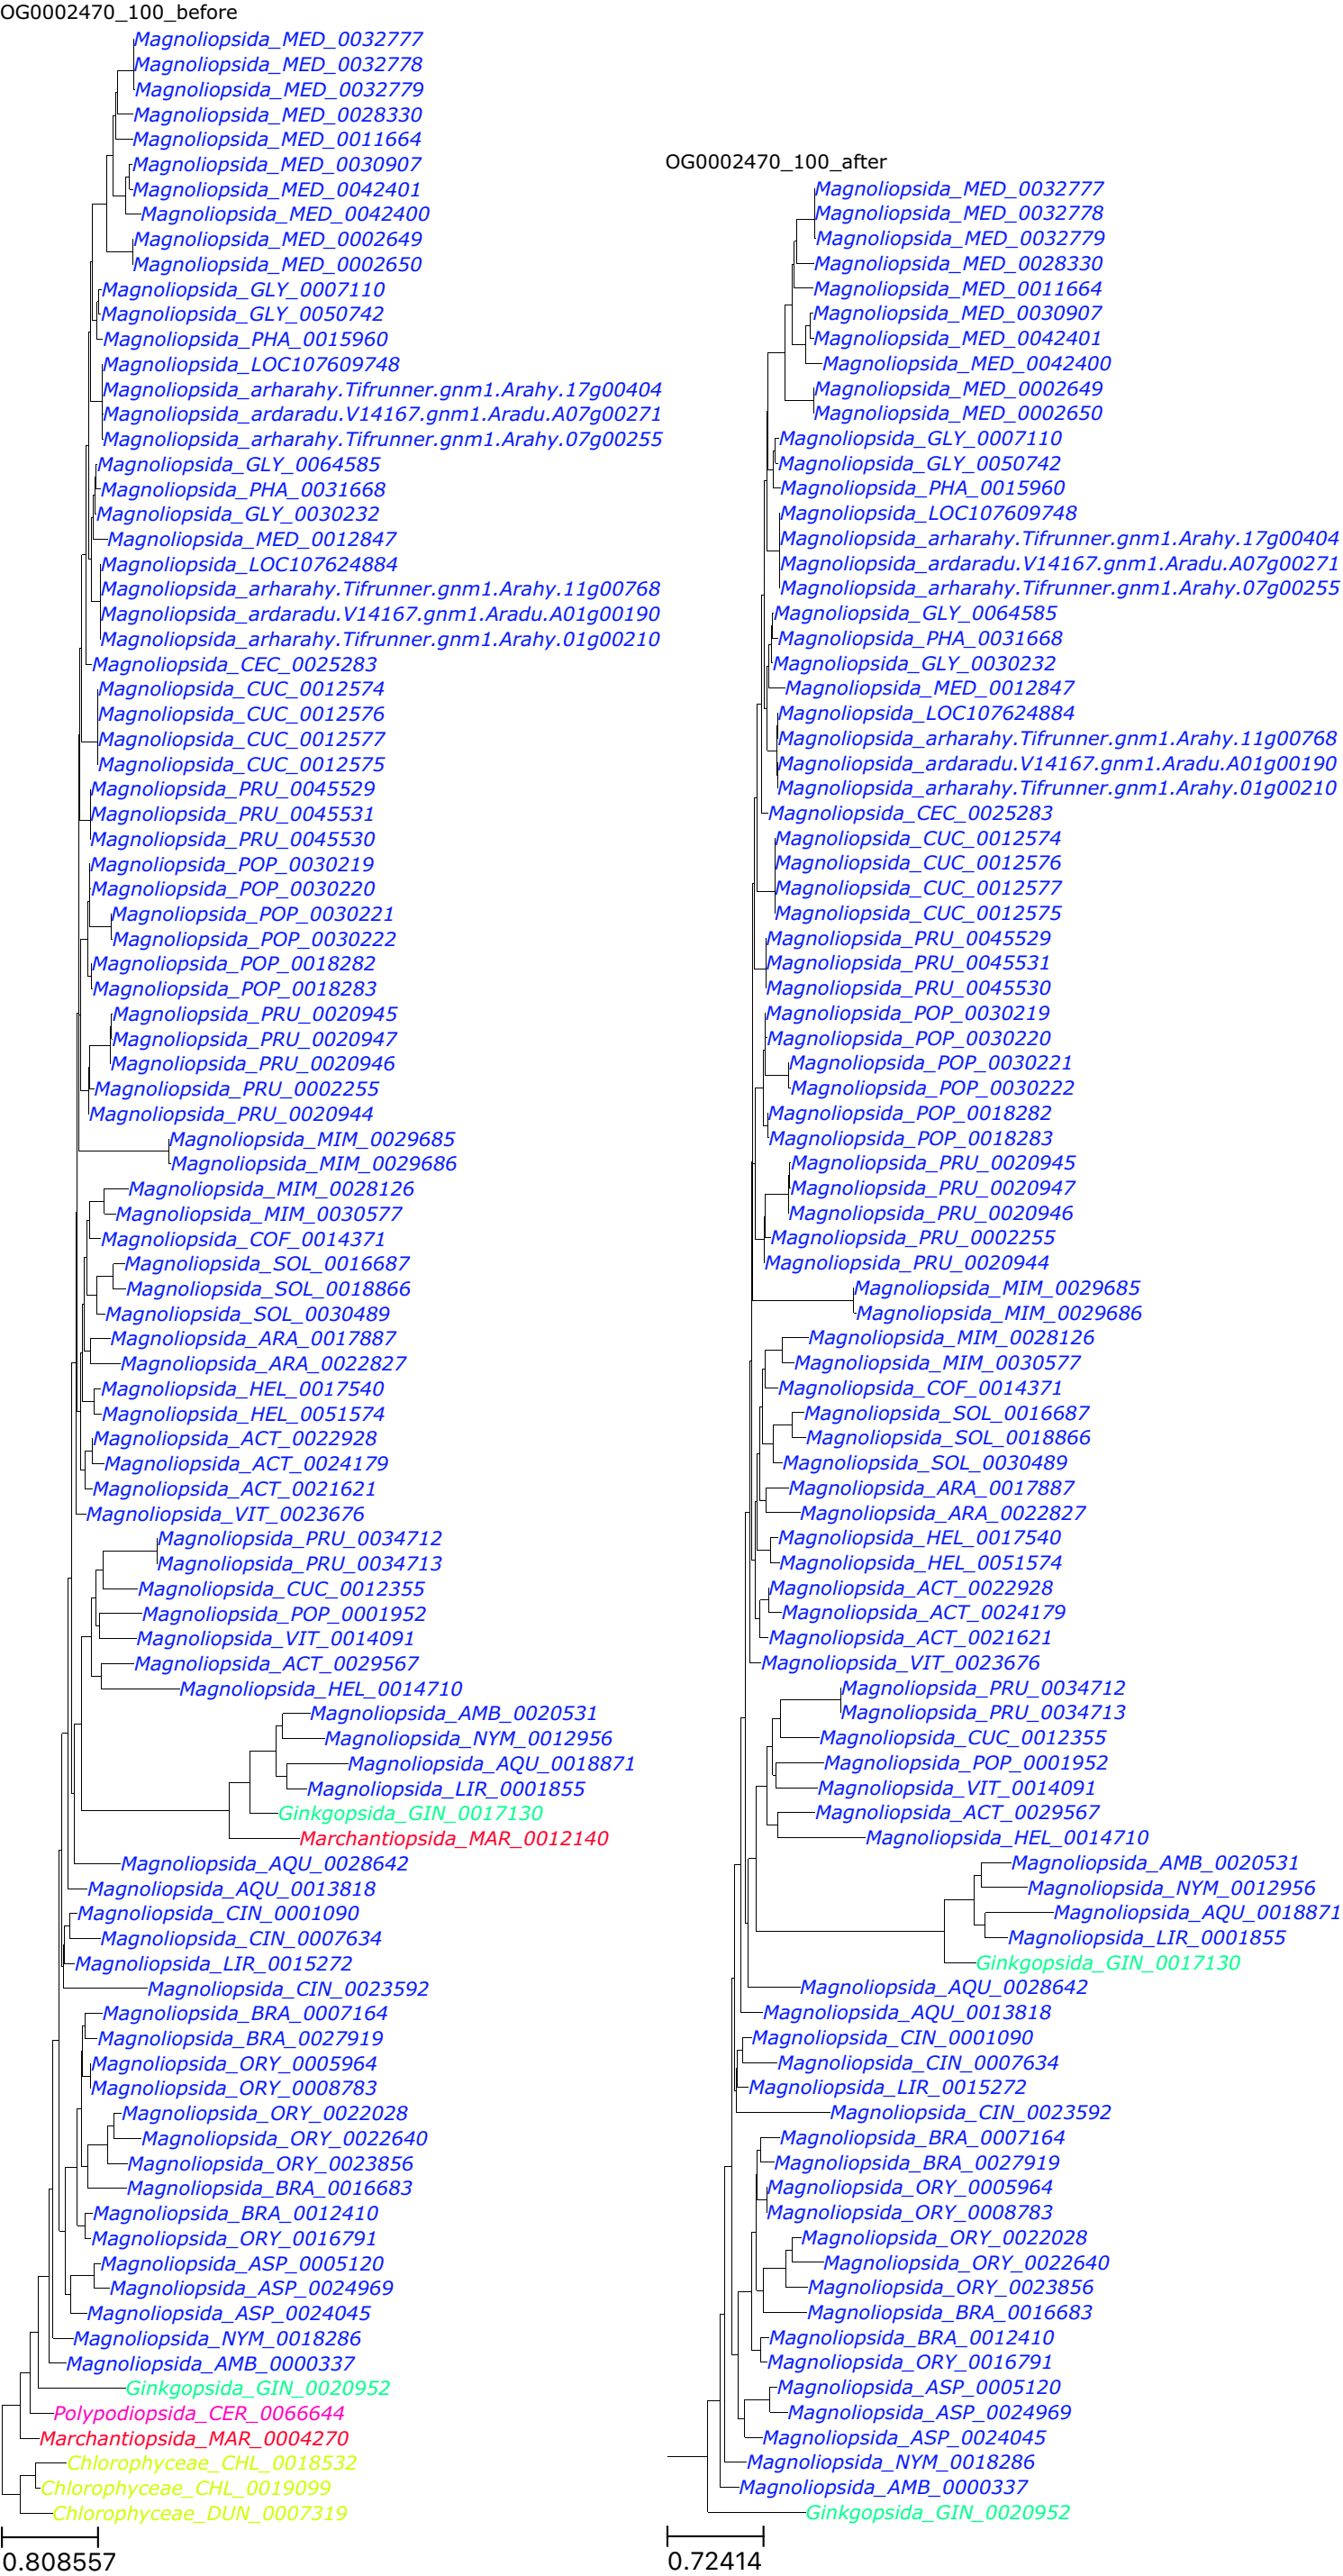 OG0002470_100_before
Magnoliopsida_MED_0032777
Magnoliopsida_MED_0032778
Magnoliopsida_MED_0032779
Magnoliopsida_MED_0028330
Magnoliopsida_MED_0011664
Magnoliopsida_MED_0030907
Magnoliopsida_MED_0042401
Magnoliopsida_MED_0042400
Magnoliopsida_MED_0002649
Magnoliopsida_MED_0002650
Magnoliopsida_GLY_0007110
Magnoliopsida_GLY_0050742
Magnoliopsida_PHA_0015960
Magnoliopsida_LOC107609748
Magnoliopsida_arharahy.Tifrunner.gnm1.Arahy.17g00404
Magnoliopsida_ardaradu.V14167.gnm1.Aradu.A07g00271
Magnoliopsida_arharahy.Tifrunner.gnm1.Arahy.07g00255
Magnoliopsida_GLY_0064585
Magnoliopsida_PHA_0031668
Magnoliopsida_GLY_0030232
Magnoliopsida_MED_0012847
Magnoliopsida_LOC107624884
Magnoliopsida_arharahy.Tifrunner.gnm1.Arahy.11g00768
Magnoliopsida_ardaradu.V14167.gnm1.Aradu.A01g00190
Magnoliopsida_arharahy.Tifrunner.gnm1.Arahy.01g00210
Magnoliopsida_CEC_0025283
Magnoliopsida_CUC_0012574
Magnoliopsida_CUC_0012576
Magnoliopsida_CUC_0012577
Magnoliopsida_CUC_0012575
Magnoliopsida_PRU_0045529
Magnoliopsida_PRU_0045531
Magnoliopsida_PRU_0045530
Magnoliopsida_POP_0030219
Magnoliopsida_POP_0030220
Magnoliopsida_POP_0030221
Magnoliopsida_POP_0030222
Magnoliopsida_POP_0018282
Magnoliopsida_POP_0018283
Magnoliopsida_PRU_0020945
Magnoliopsida_PRU_0020947
Magnoliopsida_PRU_0020946
Magnoliopsida_PRU_0002255
Magnoliopsida_PRU_0020944
Magnoliopsida_MIM_0029685
Magnoliopsida_MIM_0029686
Magnoliopsida_MIM_0028126
Magnoliopsida_MIM_0030577
Magnoliopsida_COF_0014371
Magnoliopsida_SOL_0016687
Magnoliopsida_SOL_0018866
Magnoliopsida_SOL_0030489
Magnoliopsida_ARA_0017887
Magnoliopsida_ARA_0022827
Magnoliopsida_HEL_0017540
Magnoliopsida_HEL_0051574
Magnoliopsida_ACT_0022928
Magnoliopsida_ACT_0024179
Magnoliopsida_ACT_0021621
Magnoliopsida_VIT_0023676
Magnoliopsida_PRU_0034712
Magnoliopsida_PRU_0034713
Magnoliopsida_CUC_0012355
Magnoliopsida_POP_0001952
Magnoliopsida_VIT_0014091
Magnoliopsida_ACT_0029567
Magnoliopsida_HEL_0014710
Magnoliopsida_AMB_0020531
Magnoliopsida_NYM_0012956
Magnoliopsida_AQU_0018871
Magnoliopsida_LIR_0001855
Ginkgopsida_GIN_0017130
Marchantiopsida_MAR_0012140
Magnoliopsida_AQU_0028642
Magnoliopsida_AQU_0013818
Magnoliopsida_CIN_0001090
Magnoliopsida_CIN_0007634
Magnoliopsida_LIR_0015272
Magnoliopsida_CIN_0023592
Magnoliopsida_BRA_0007164
Magnoliopsida_BRA_0027919
Magnoliopsida_ORY_0005964
Magnoliopsida_ORY_0008783
Magnoliopsida_ORY_0022028
Magnoliopsida_ORY_0022640
Magnoliopsida_ORY_0023856
Magnoliopsida_BRA_0016683
Magnoliopsida_BRA_0012410
Magnoliopsida_ORY_0016791
Magnoliopsida_ASP_0005120
Magnoliopsida_ASP_0024969
Magnoliopsida_ASP_0024045
Magnoliopsida_NYM_0018286
Magnoliopsida_AMB_0000337
Ginkgopsida_GIN_0020952
Polypodiopsida_CER_0066644
Marchantiopsida_MAR_0004270
Chlorophyceae_CHL_0018532
Chlorophyceae_CHL_0019099
Chlorophyceae_DUN_0007319
0.808557
OG0002470_100_after
Magnoliopsida_MED_0032777
Magnoliopsida_MED_0032778
Magnoliopsida_MED_0032779
Magnoliopsida_MED_0028330
Magnoliopsida_MED_0011664
Magnoliopsida_MED_0030907
Magnoliopsida_MED_0042401
Magnoliopsida_MED_0042400
Magnoliopsida_MED_0002649
Magnoliopsida_MED_0002650
Magnoliopsida_GLY_0007110
Magnoliopsida_GLY_0050742
Magnoliopsida_PHA_0015960
Magnoliopsida_LOC107609748
Magnoliopsida_arharahy.Tifrunner.gnm1.Arahy.17g00404
Magnoliopsida_ardaradu.V14167.gnm1.Aradu.A07g00271
Magnoliopsida_arharahy.Tifrunner.gnm1.Arahy.07g00255
Magnoliopsida_GLY_0064585
Magnoliopsida_PHA_0031668
Magnoliopsida_GLY_0030232
Magnoliopsida_MED_0012847
Magnoliopsida_LOC107624884
Magnoliopsida_arharahy.Tifrunner.gnm1.Arahy.11g00768
Magnoliopsida_ardaradu.V14167.gnm1.Aradu.A01g00190
Magnoliopsida_arharahy.Tifrunner.gnm1.Arahy.01g00210
Magnoliopsida_CEC_0025283
Magnoliopsida_CUC_0012574
Magnoliopsida_CUC_0012576
Magnoliopsida_CUC_0012577
Magnoliopsida_CUC_0012575
Magnoliopsida_PRU_0045529
Magnoliopsida_PRU_0045531
Magnoliopsida_PRU_0045530
Magnoliopsida_POP_0030219
Magnoliopsida_POP_0030220
Magnoliopsida_POP_0030221
Magnoliopsida_POP_0030222
Magnoliopsida_POP_0018282
Magnoliopsida_POP_0018283
Magnoliopsida_PRU_0020945
Magnoliopsida_PRU_0020947
Magnoliopsida_PRU_0020946
Magnoliopsida_PRU_0002255
Magnoliopsida_PRU_0020944
Magnoliopsida_MIM_0029685
Magnoliopsida_MIM_0029686
Magnoliopsida_MIM_0028126
Magnoliopsida_MIM_0030577
Magnoliopsida_COF_0014371
Magnoliopsida_SOL_0016687
Magnoliopsida_SOL_0018866
Magnoliopsida_SOL_0030489
Magnoliopsida_ARA_0017887
Magnoliopsida_ARA_0022827
Magnoliopsida_HEL_0017540
Magnoliopsida_HEL_0051574
Magnoliopsida_ACT_0022928
Magnoliopsida_ACT_0024179
Magnoliopsida_ACT_0021621
Magnoliopsida_VIT_0023676
Magnoliopsida_PRU_0034712
Magnoliopsida_PRU_0034713
Magnoliopsida_CUC_0012355
Magnoliopsida_POP_0001952
Magnoliopsida_VIT_0014091
Magnoliopsida_ACT_0029567
Magnoliopsida_HEL_0014710
Magnoliopsida_AMB_0020531
Magnoliopsida_NYM_0012956
Magnoliopsida_AQU_0018871
Magnoliopsida_LIR_0001855
Ginkgopsida_GIN_0017130
Magnoliopsida_AQU_0028642
Magnoliopsida_AQU_0013818
Magnoliopsida_CIN_0001090
Magnoliopsida_CIN_0007634
Magnoliopsida_LIR_0015272
Magnoliopsida_CIN_0023592
Magnoliopsida_BRA_0007164
Magnoliopsida_BRA_0027919
Magnoliopsida_ORY_0005964
Magnoliopsida_ORY_0008783
Magnoliopsida_ORY_0022028
Magnoliopsida_ORY_0022640
Magnoliopsida_ORY_0023856
Magnoliopsida_BRA_0016683
Magnoliopsida_BRA_0012410
Magnoliopsida_ORY_0016791
Magnoliopsida_ASP_0005120
Magnoliopsida_ASP_0024969
Magnoliopsida_ASP_0024045
Magnoliopsida_NYM_0018286
Magnoliopsida_AMB_0000337
Ginkgopsida_GIN_0020952
0.72414